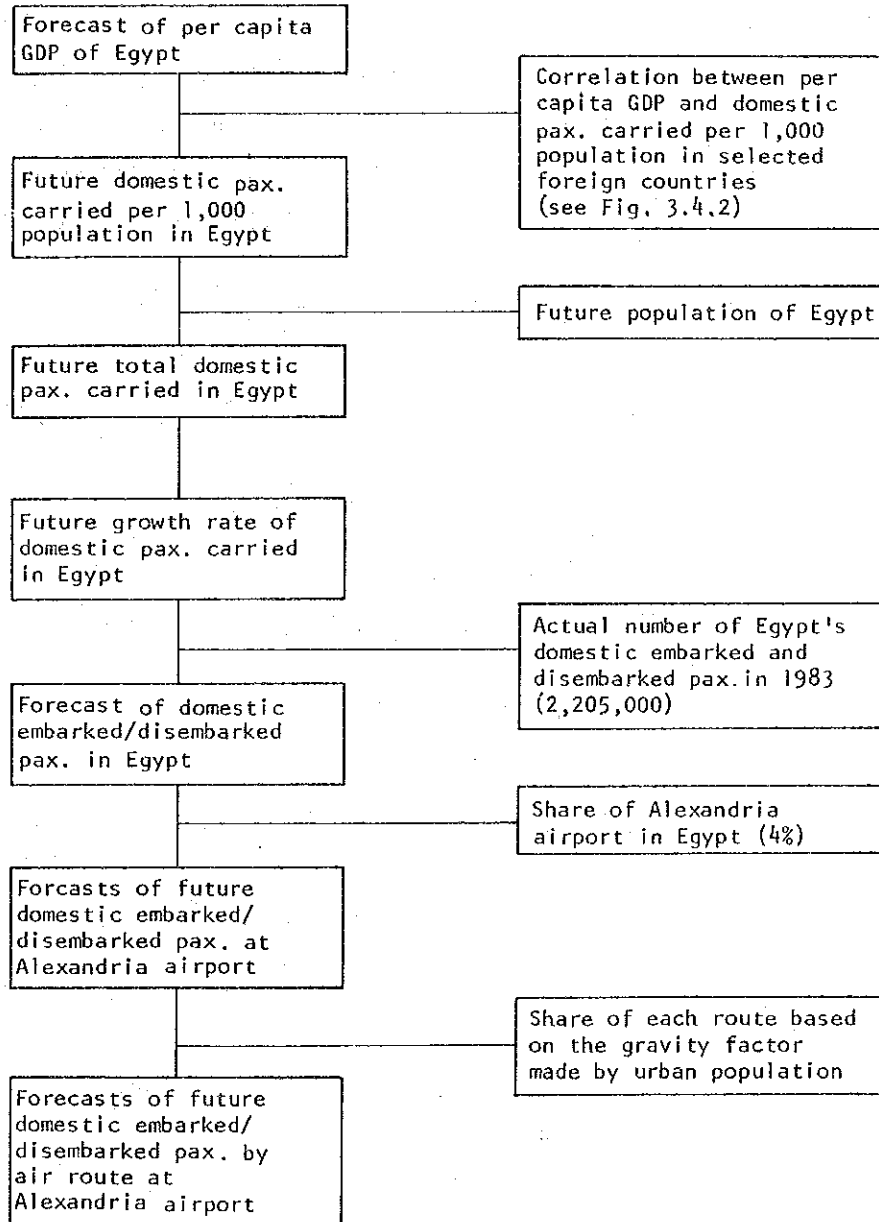 Forecast of per capita
GDP of Egypt
Correlation between per
capita GDP and domestic
pax. carried per 1,000
population in selected
foreign countries
(see Fig. 3.4.2)
Future domestic pax.
carried per 1,000
population in Egypt
Future population of Egypt
Future total domestic
pax. carried in Egypt
Future growth rate of
domestic pax. carried
in Egypt
Actual number of Egypt's
domestic embarked and
disembarked pax. in 1983
(2,205,000)
Forecast of domestic
embarked/disembarked
pax. in Egypt
Share of Alexandria
airport in Egypt (4%)
Forcasts of future
domestic embarked/
disembarked pax. at
Alexandria airport
Share of each route based
on the gravity factor
made by urban population
Forecasts of future
domestic embarked/
disembarked pax. by
air route at
Alexandria airport